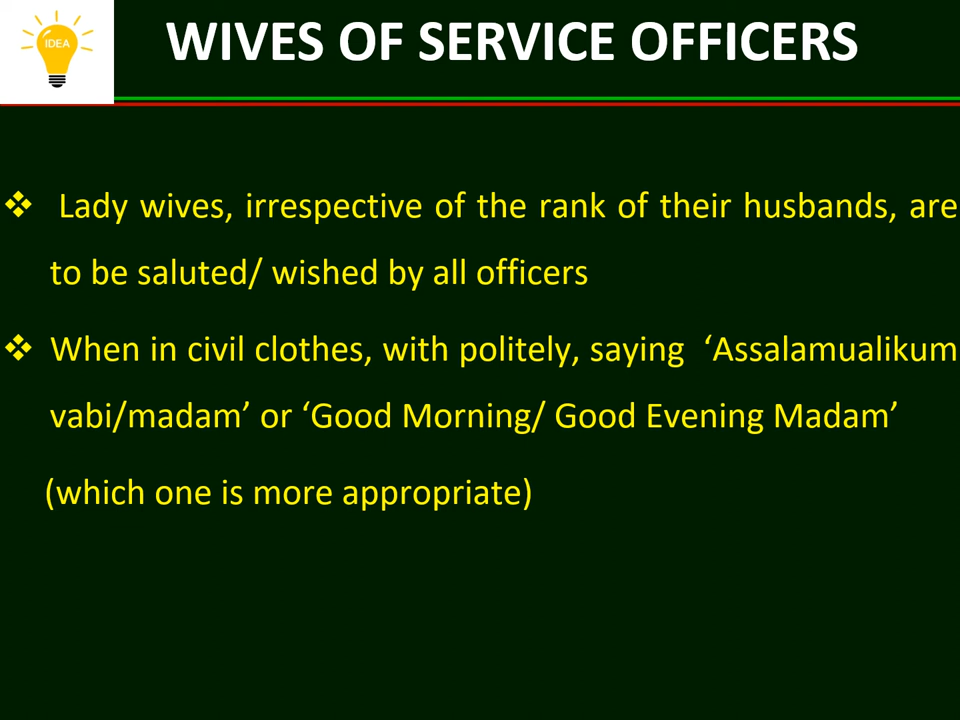 IDEA
WIVES OF SERVICE OFFICERS
❖ Lady wives, irrespective of the rank of their husbands, are
to be saluted/ wished by all officers
❖ When in civil clothes, with politely, saying ‘Assalamualikum
vabi/madam’ or ‘Good Morning/ Good Evening Madam’
(which one is more appropriate)